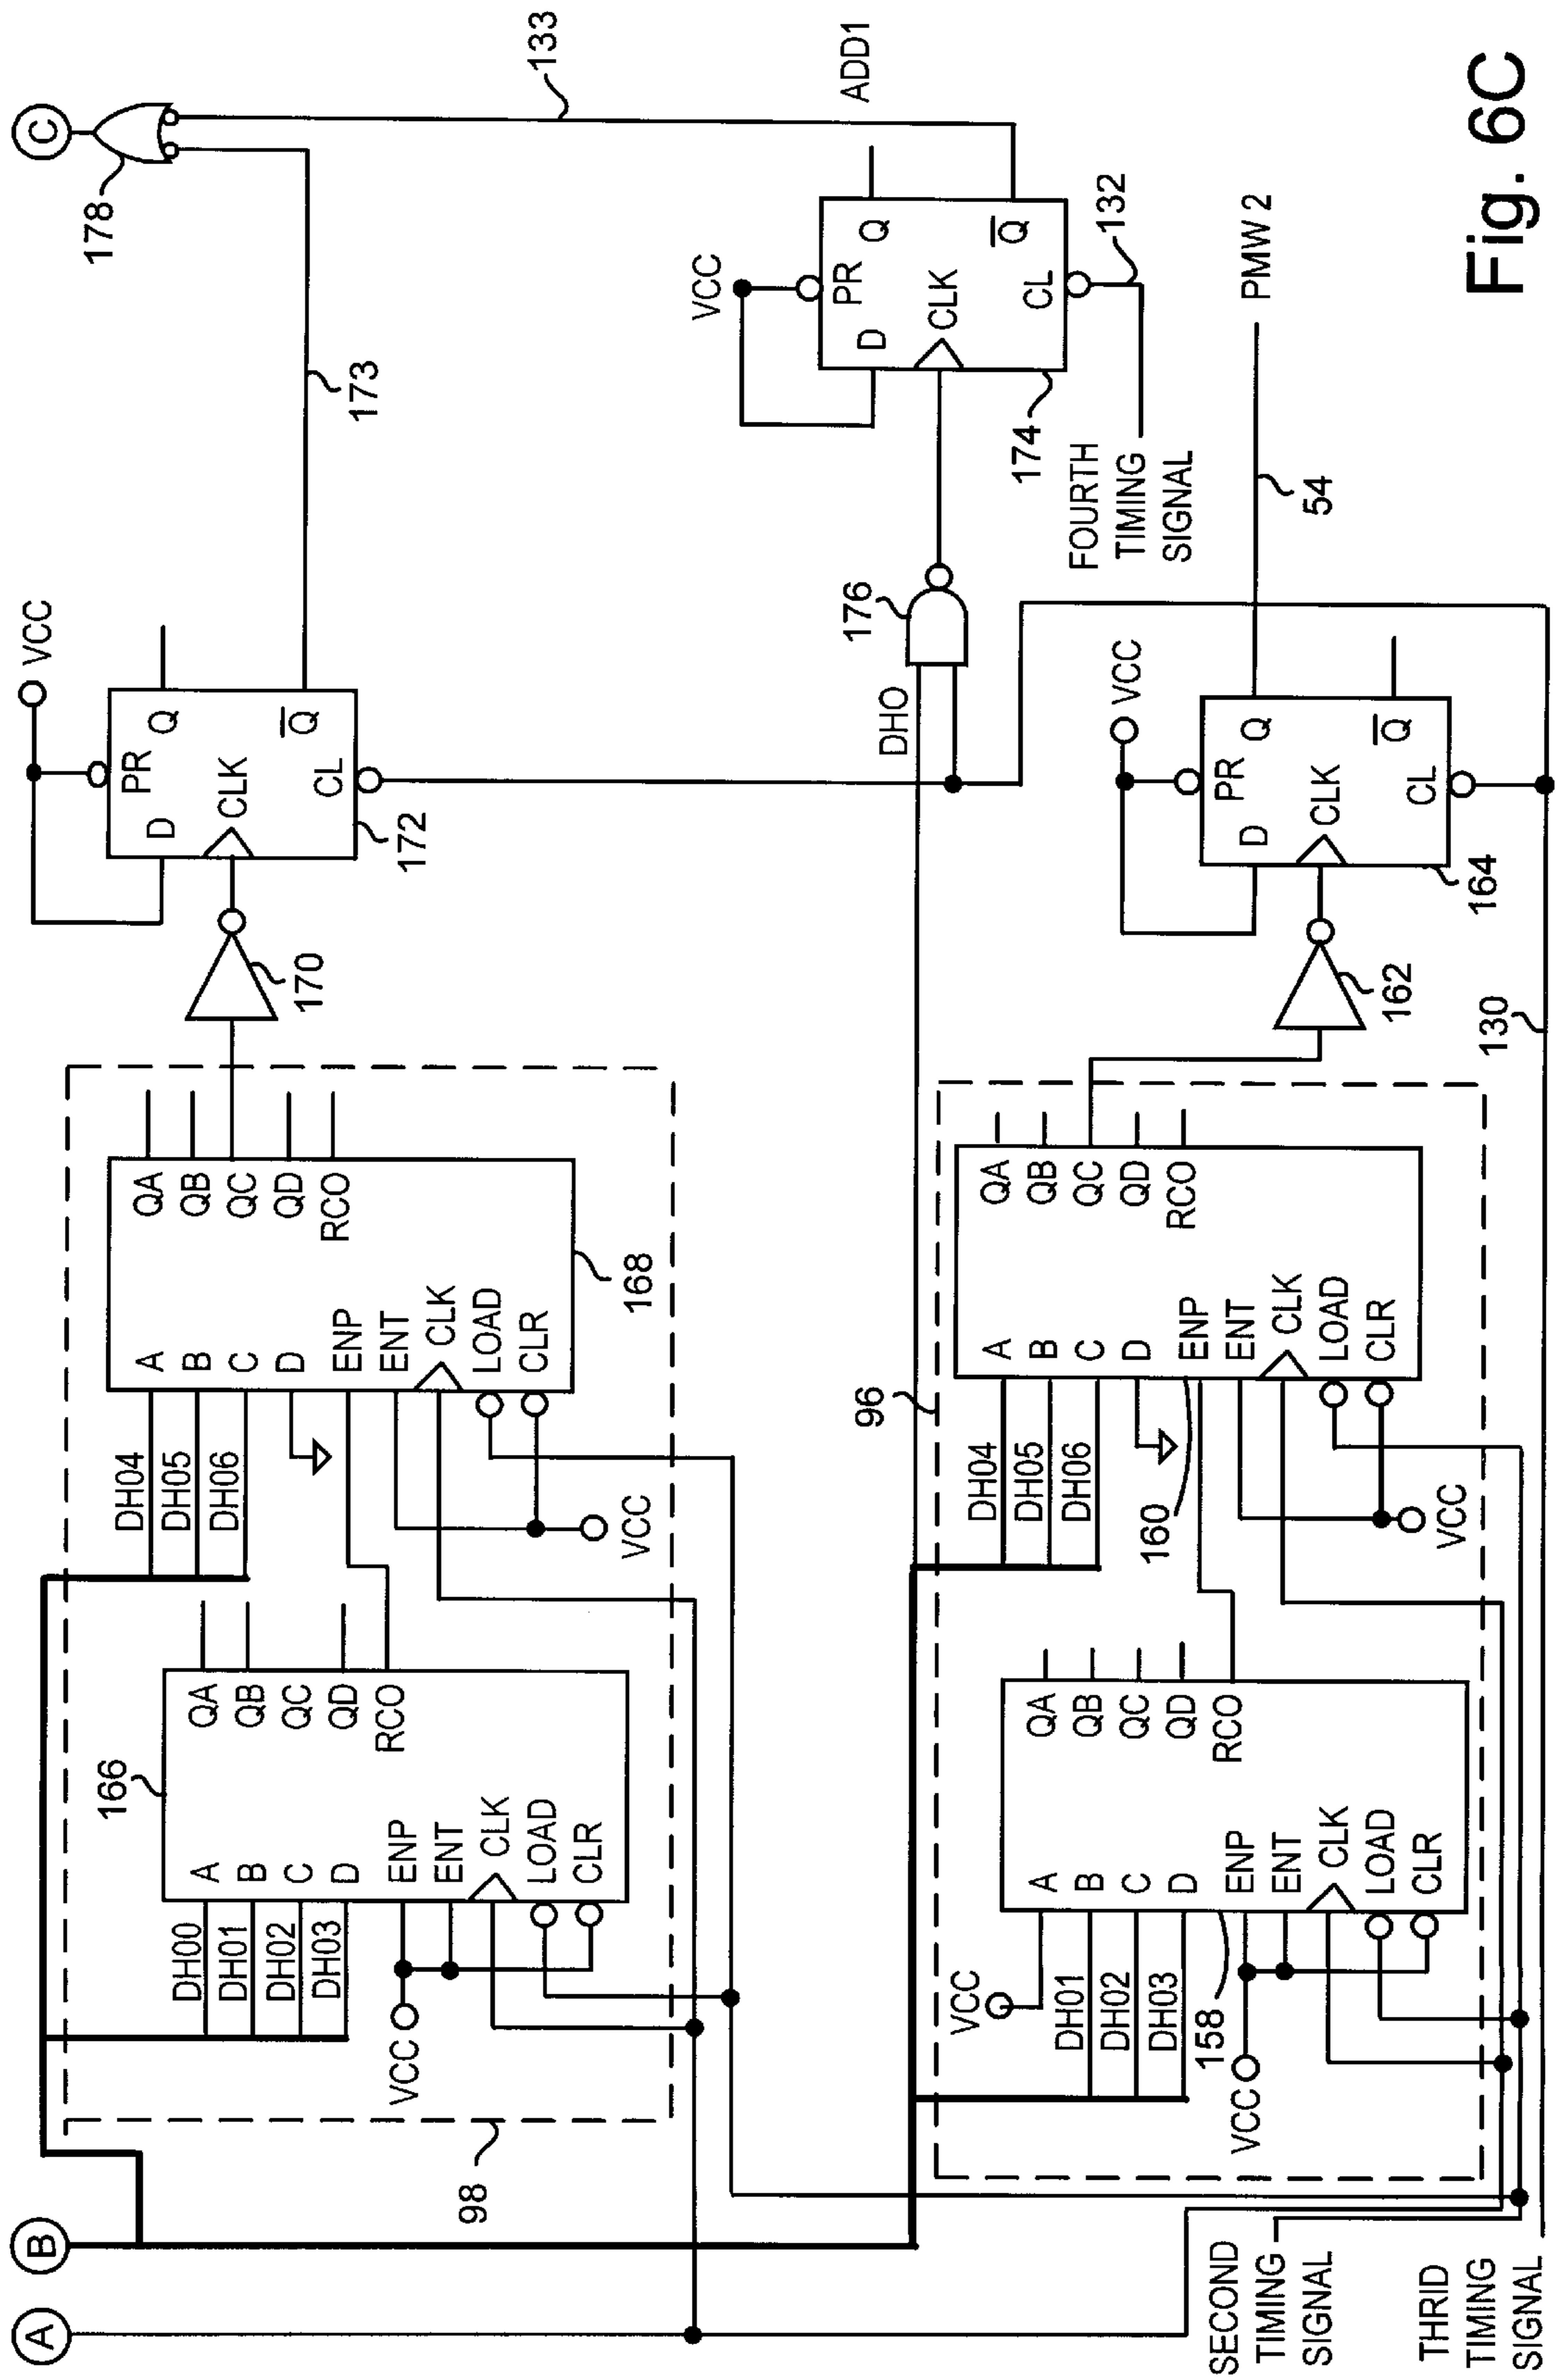 A
B
98
166
DH00
DH01
DH02
DH03
VCC
A
B
C
D
ENP
ENT
CLK
LOAD
CLR
QA
QB
QC
QD
RCO
DH04
DH05
DH06
VCC
A
B
C
D
ENP
ENT
CLK
LOAD
CLR
QA
QB
QC
QD
RCO
168
170
VCC
D
PR
CLK
CL
Q
Q
172
173
178
C
133
SECOND
TIMING
SIGNAL
THRID
TIMING
SIGNAL
96
VCC
DH01
DH02
DH03
158
VCC
A
B
C
D
ENP
ENT
CLK
LOAD
CLR
QA
QB
QC
QD
RCO
DH04
DH05
DH06
160
VCC
A
B
C
D
ENP
ENT
CLK
LOAD
CLR
QA
QB
QC
QD
RCO
130
162
VCC
D
PR
CLK
CL
Q
Q
164
DHO
176
54
PMW 2
FOURTH
TIMING
SIGNAL
174
VCC
D
PR
CLK
CL
Q
Q
132
ADD1
Fig. 6C